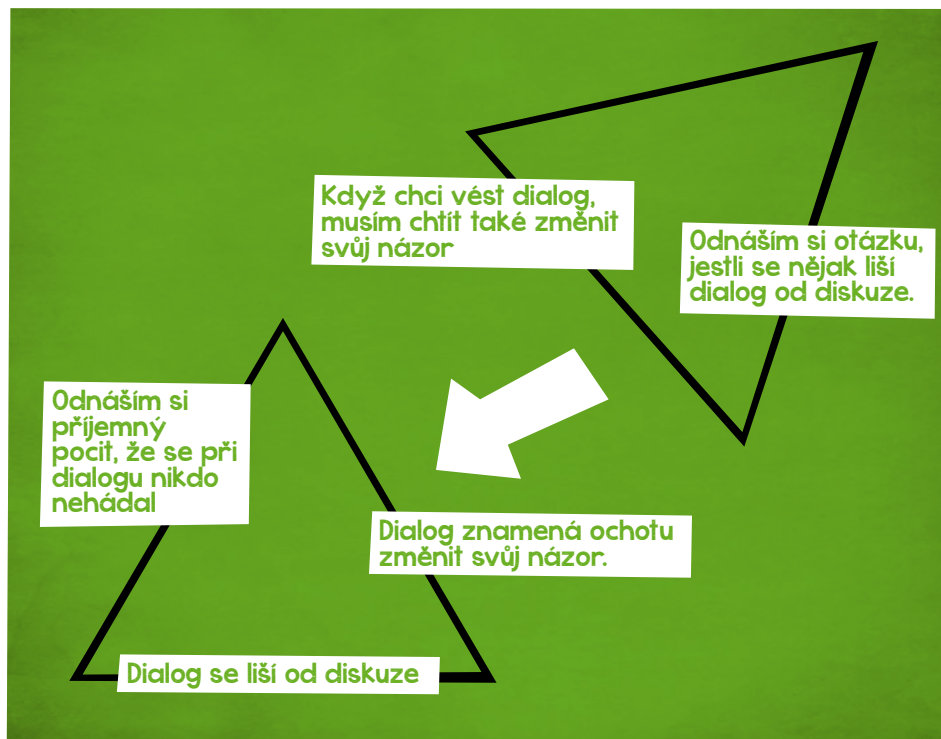 Když chci vést dialog,
musím chtít také změnit
svůj názor
Odnáším si otázku,
jestli se nějak liší
dialog od diskuze.
Odnáším si
příjemný
pocit, že se při
dialogu nikdo
nehádal
Dialog znamená ochotu
změnit svůj názor.
Dialog se liší od diskuze